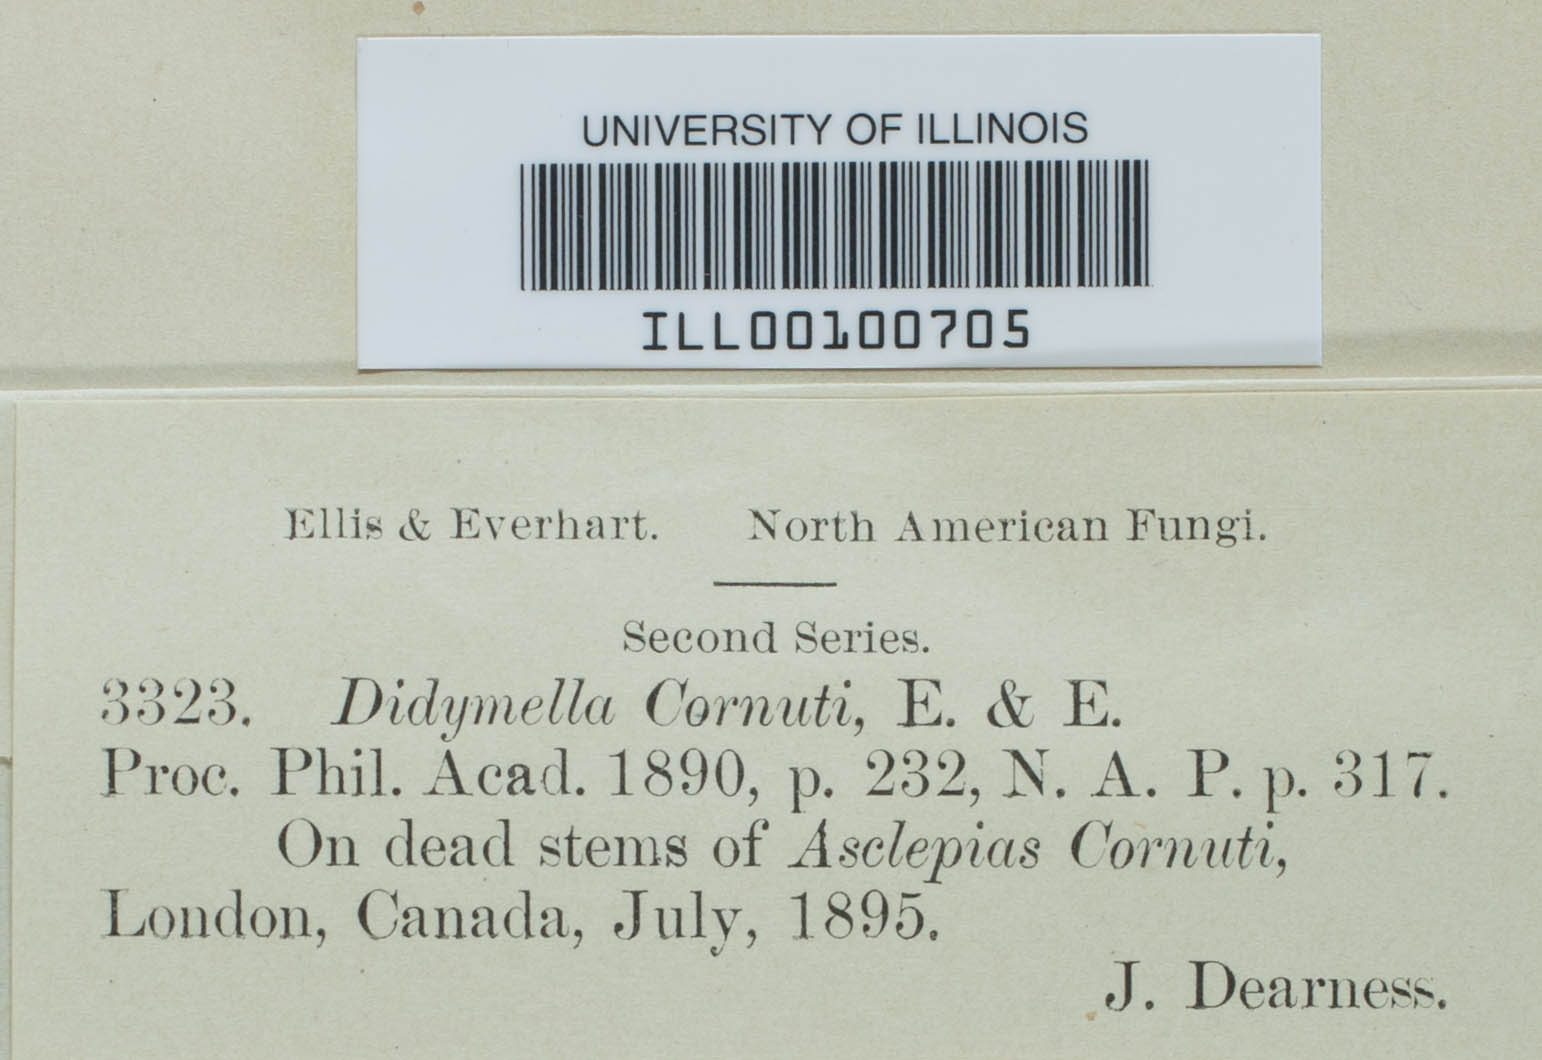 UNIVERSITY OF ILLINOIS
ILL00100705
Ellis & Everhart. North American Fungi.
Second Series.
3323. Didymella Cornuti, E. & E.
Proc. Phil. Acad. 1890, p. 232, N. A. P. p. 317.
On dead stems of Asclepias Cornuti,
London, Canada, July, 1895.
J. Dearness.